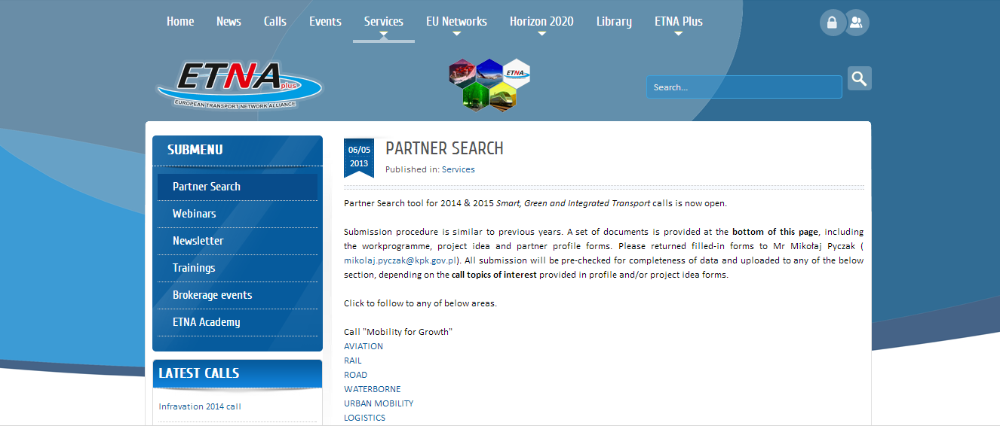 Home News Calls Events Services EU Networks Horizon 2020 Library ETNA Plus
ETNA plus
EUROPEAN TRANSPORT NETWORK ALLIANCE
ETNA
Search...
SUBMENU
Partner Search
Webinars
Newsletter
Trainings
Brokerage events
ETNA Academy
LATEST CALLS
Infravation 2014 call
06/05
2013
PARTNER SEARCH
Published in: Services
Partner Search tool for 2014 & 2015 Smart, Green and Integrated Transport calls is now open.
Submission procedure is similar to previous years. A set of documents is provided at the bottom of this page, including
the workprogramme, project idea and partner profile forms. Please returned filled-in forms to Mr Mikołaj Pyczak (
mikolaj.pyczak@kpk.gov.pl). All submission will be pre-checked for completeness of data and uploaded to any of the below
section, depending on the call topics of interest provided in profile and/or project idea forms.
Click to follow to any of below areas.
Call "Mobility for Growth"
AVIATION
RAIL
ROAD
WATERBORNE
URBAN MOBILITY
LOGISTICS